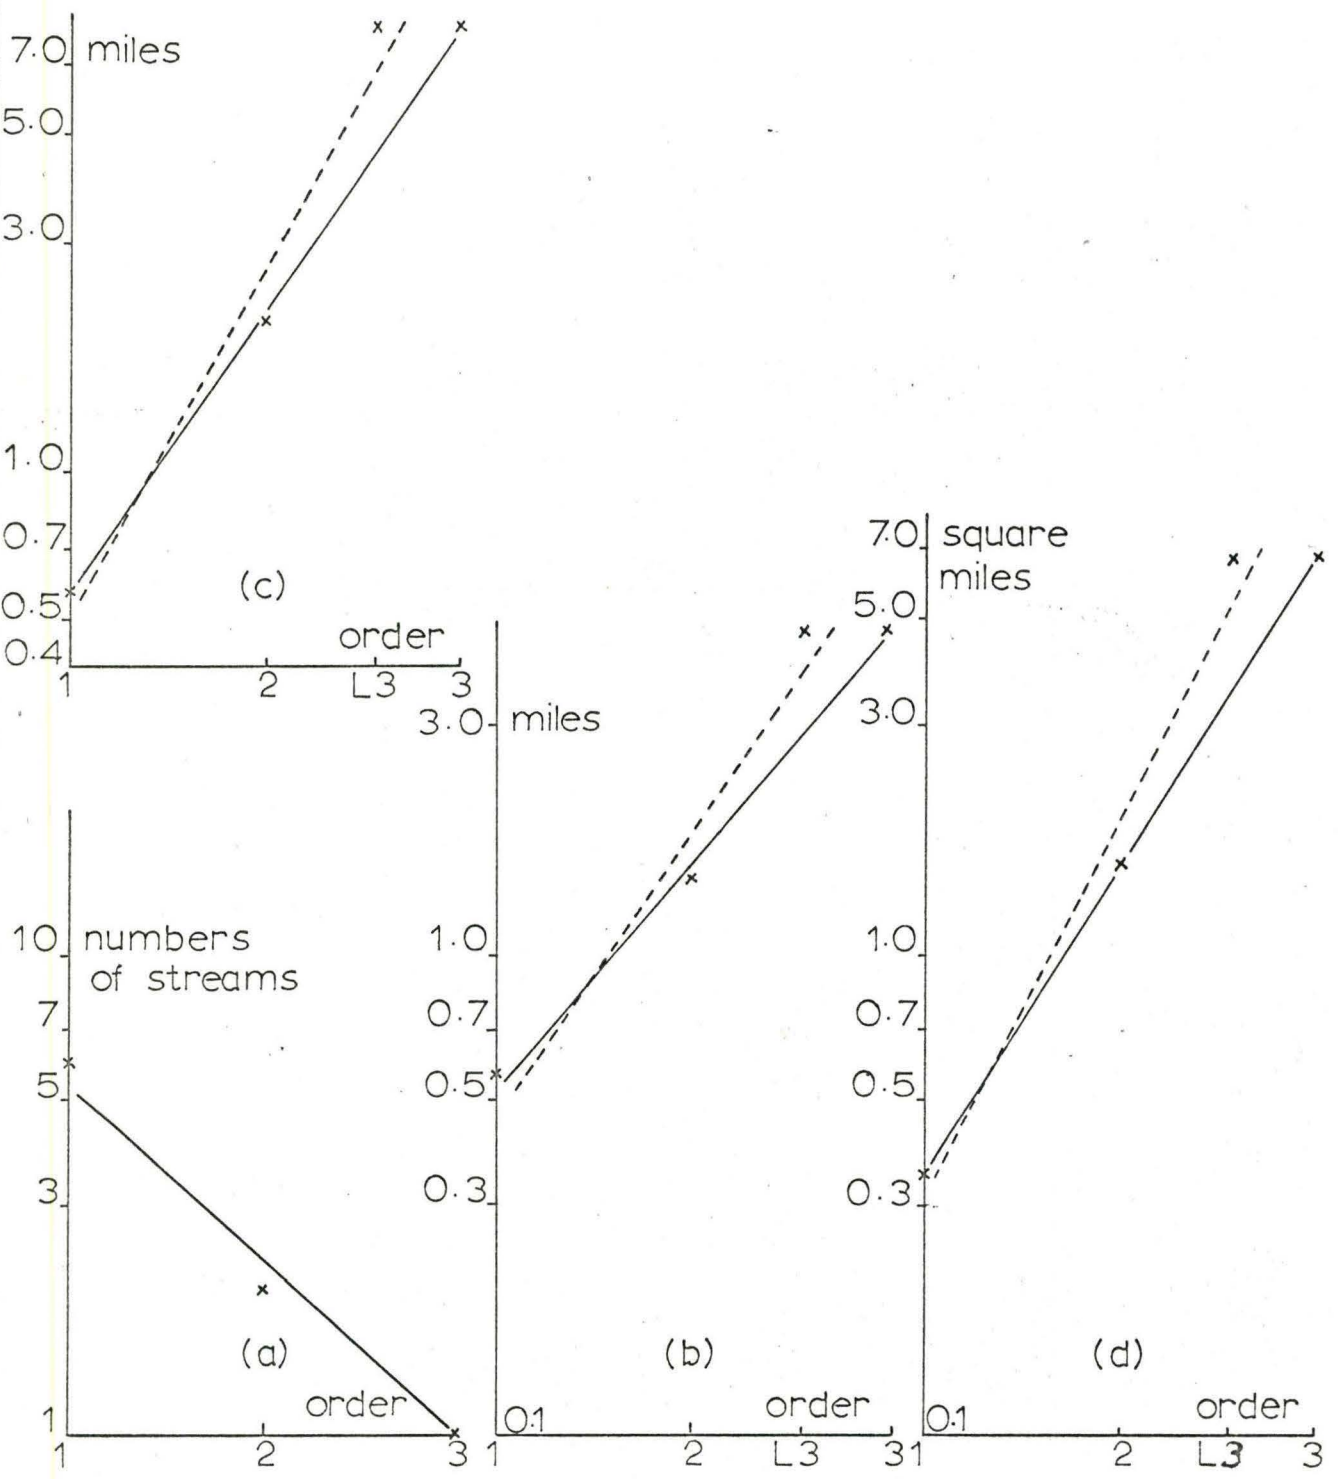 7.0 miles
5.0
3.0
1.0
0.7
0.5
0.4
(c)
order
1 2 L3 3
10 numbers
of streams
7
5
3
1
(a)
order
1 2 3
3.0 miles
1.0
0.7
0.5
0.3
0.1
(b)
order
1 2 L3 3
7.0 square
miles
5.0
3.0
1.0
0.7
0.5
0.3
0.1
(d)
order
1 2 L3 3